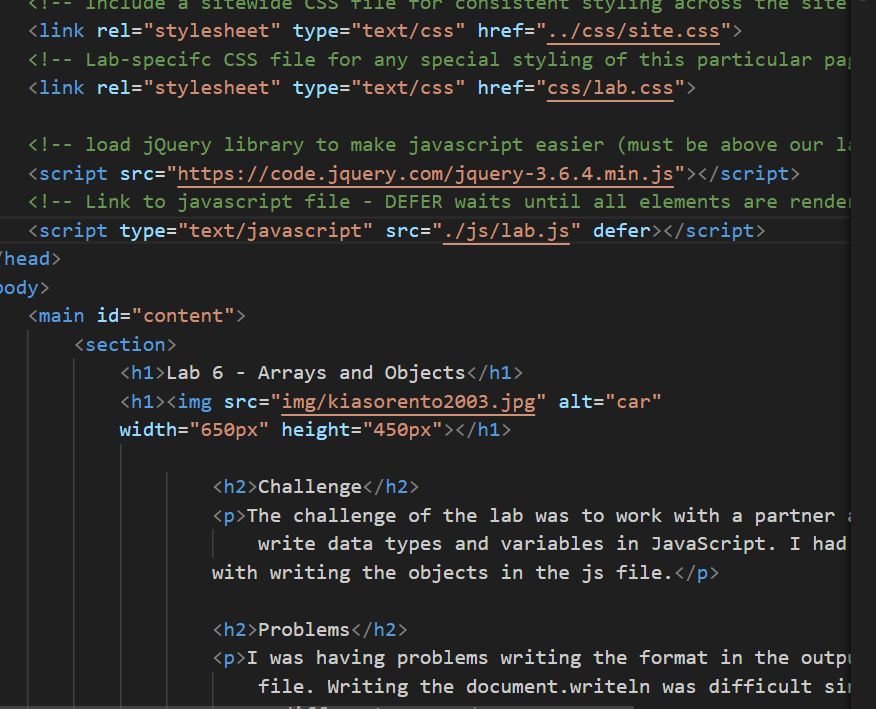 <!-- Include a sitewide CSS file for consistent styling across the site
<link rel="stylesheet" type="text/css" href="../css/site.css">
<!-- Lab-specifc CSS file for any special styling of this particular
<link rel="stylesheet" type="text/css" href="css/lab.css">
<!-- load jQuery library to make javascript easier (must be above our
<script src="https://code.jquery.com/jquery-3.6.4.min.js"></script>
<!-- Link to javascript file - DEFER waits until all elements are
<script type="text/javascript" src="./js/lab.js" defer></script>
/head>
body>
<main id="content">
<section>
<h1>Lab 6 - Arrays and Objects</h1>
<h1><img src="img/kiasorento2003.jpg" alt="car"
width="650px" height="450px"></h1>
<h2>Challenge</h2>
<p>The challenge of the lab was to work with a partner
write data types and variables in JavaScript. I had
with writing the objects in the js file.</p>
<h2>Problems</h2>
<p>I was having problems writing the format in the
file. Writing the document.writeln was difficult